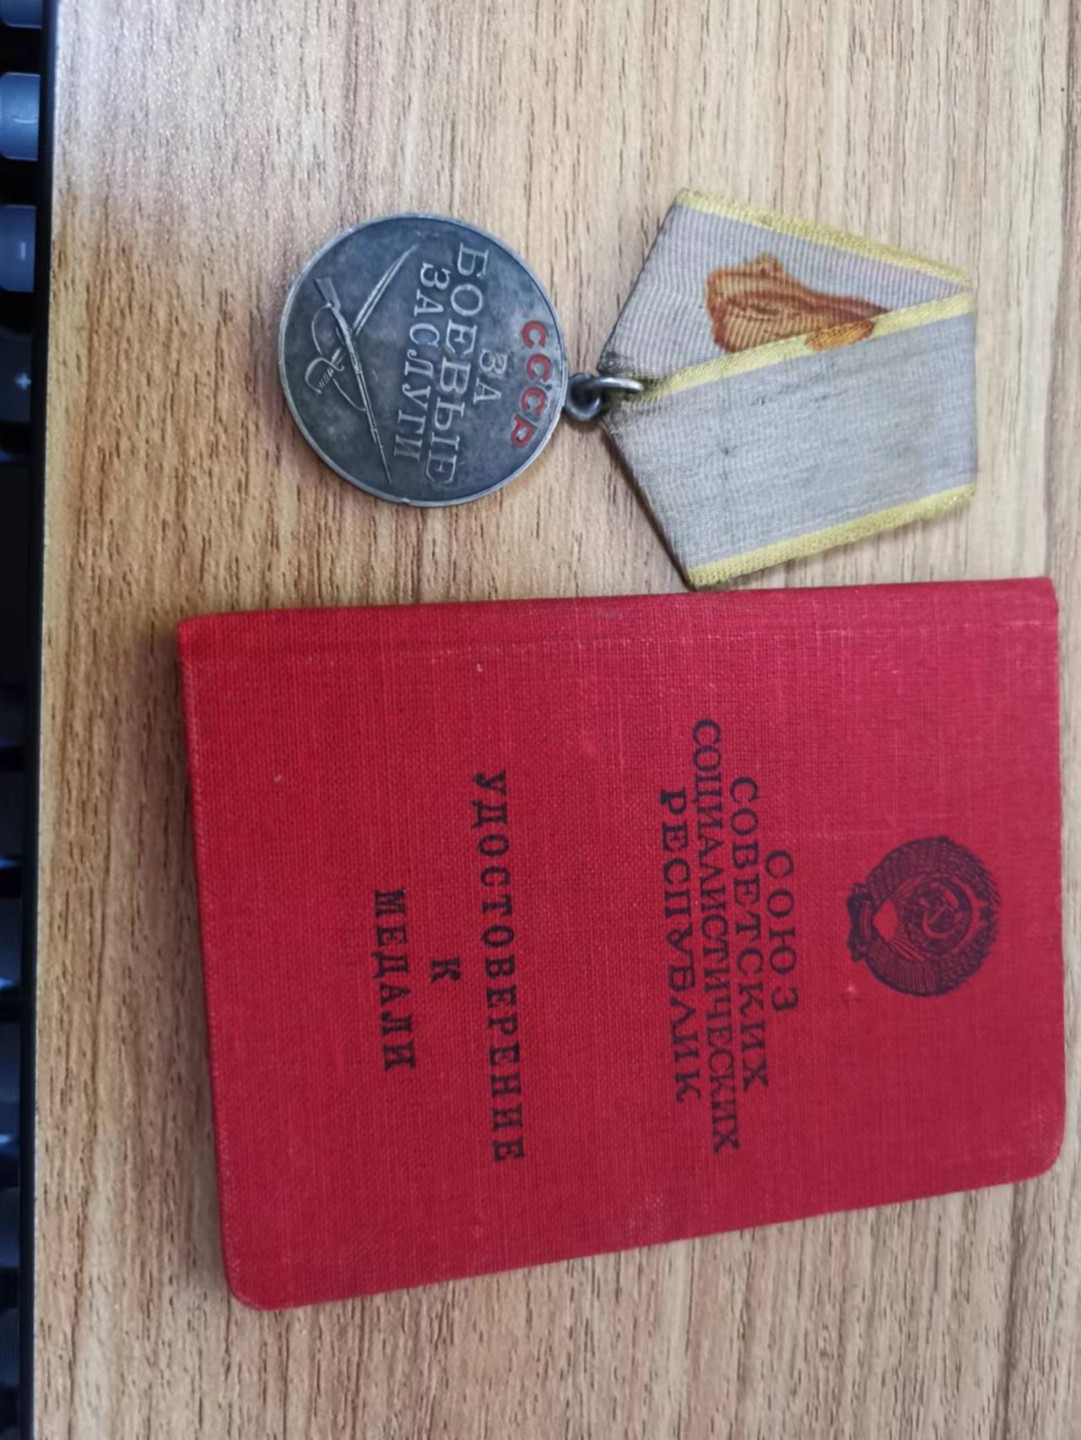 СССР
ЗА
БОЕВЫЕ
ЗАСЛУГИ
СОЮЗ
СОВЕТСКИХ
СОЦИАЛИСТИЧЕСКИХ
РЕСПУБЛИК
УДОСТОВЕРЕНИЕ
К
МЕДАЛИ